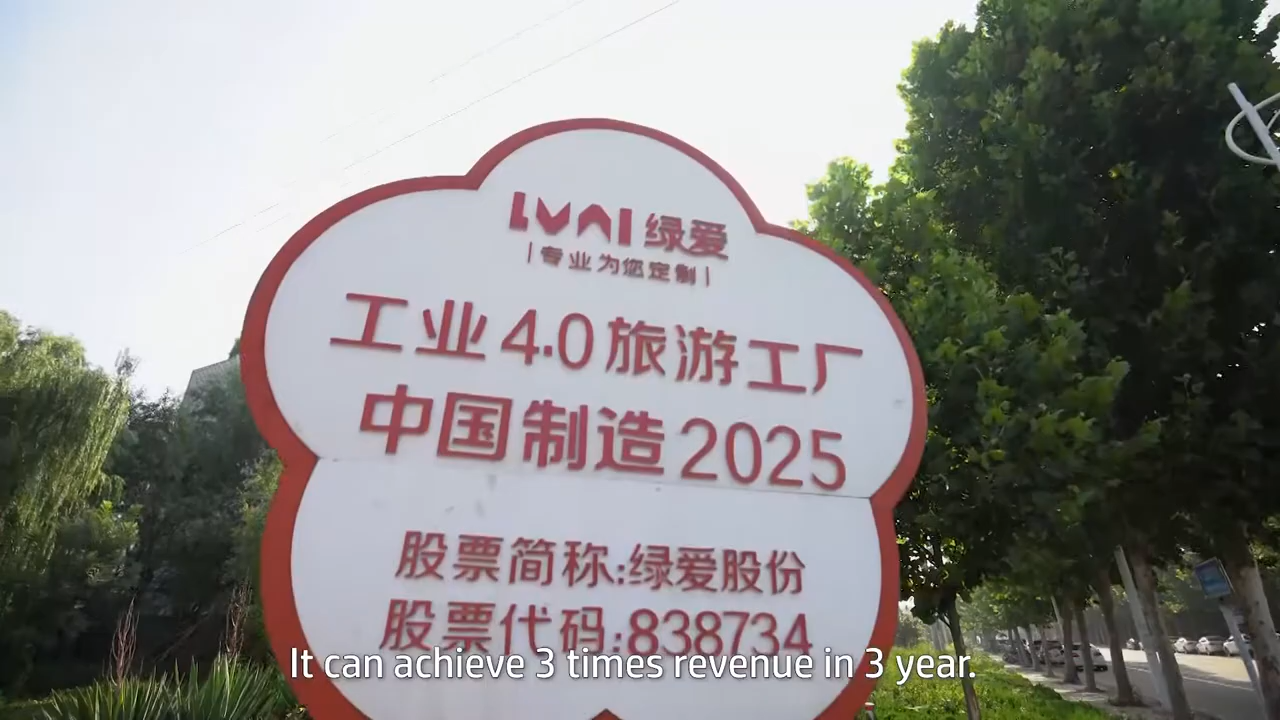 LVAI 绿爱
|专业为您定制|
工业4.0旅游工厂
中国制造2025
股票简称:绿爱股份
股票代码:838734
It can achieve 3 times revenue in 3 year.